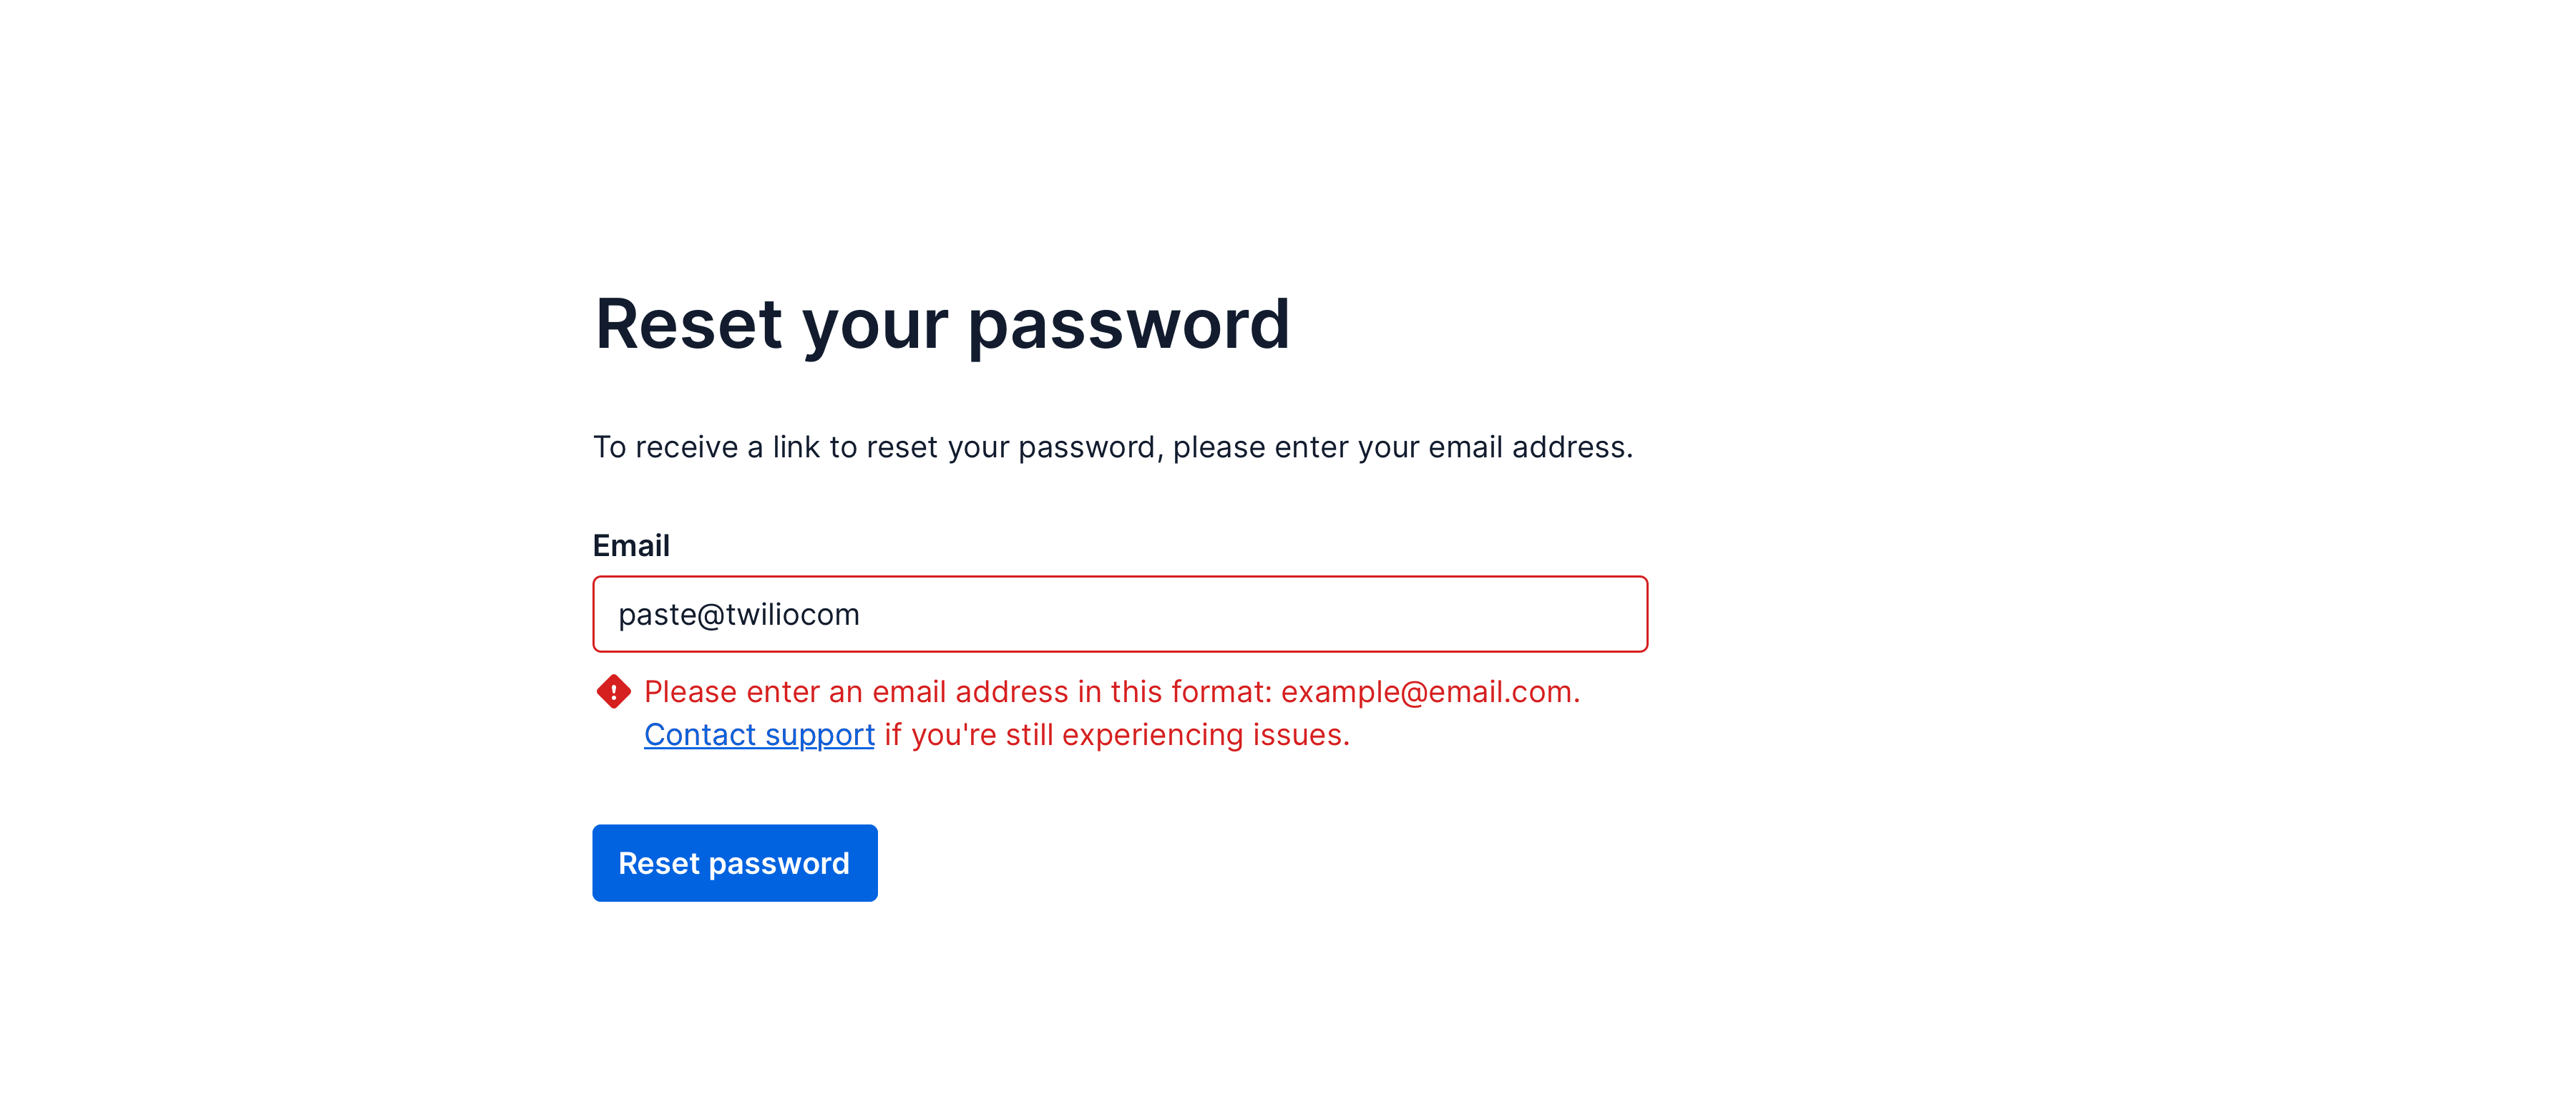 Reset your password
To receive a link to reset your password, please enter your email address.
Email
paste@twiliocom
Please enter an email address in this format: example@email.com.
Contact support if you're still experiencing issues.
Reset password